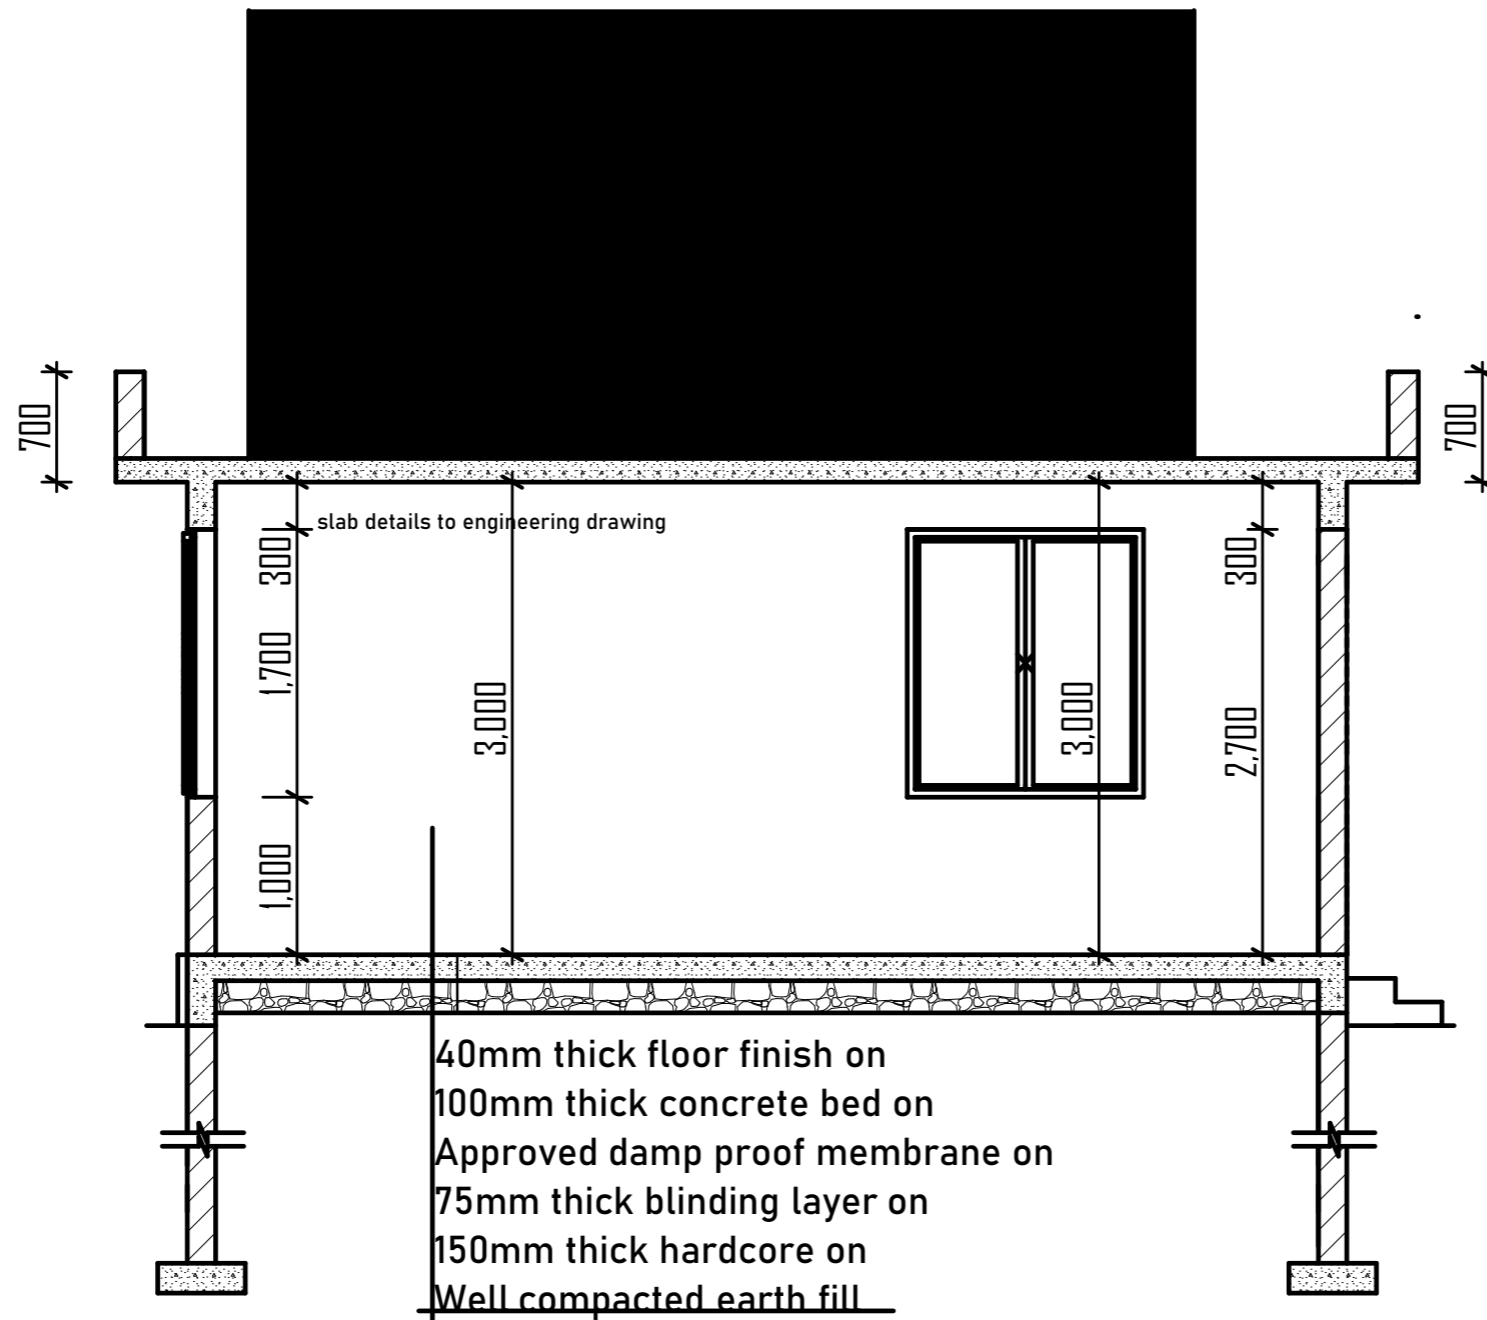 700
700
slab details to engineering drawing
300
300
1,700
3,000
3,000
2,700
1,000
40mm thick floor finish on
100mm thick concrete bed on
Approved damp proof membrane on
75mm thick blinding layer on
150mm thick hardcore on
Well compacted earth fill